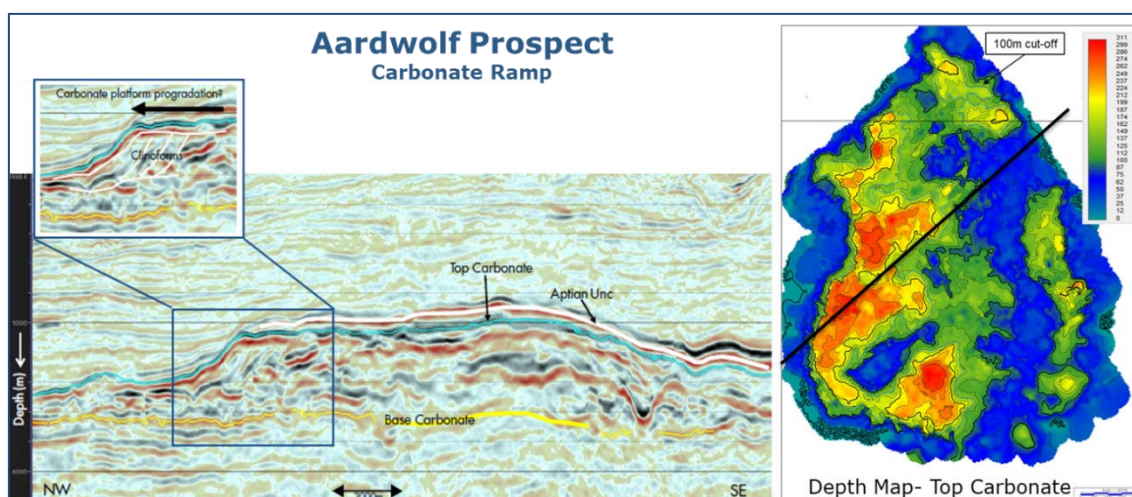 Aardwolf Prospect
Carbonate Ramp
Carbonate platform progradation?
Clinoforms
Top Carbonate
Aptian Unc
Base Carbonate
5000
6000
Depth (m)
NW
SE
100m cut-off
311
299
286
274
262
249
237
224
212
199
187
174
162
149
137
125
112
100
87
75
62
50
37
25
12
0
Depth Map- Top Carbonate